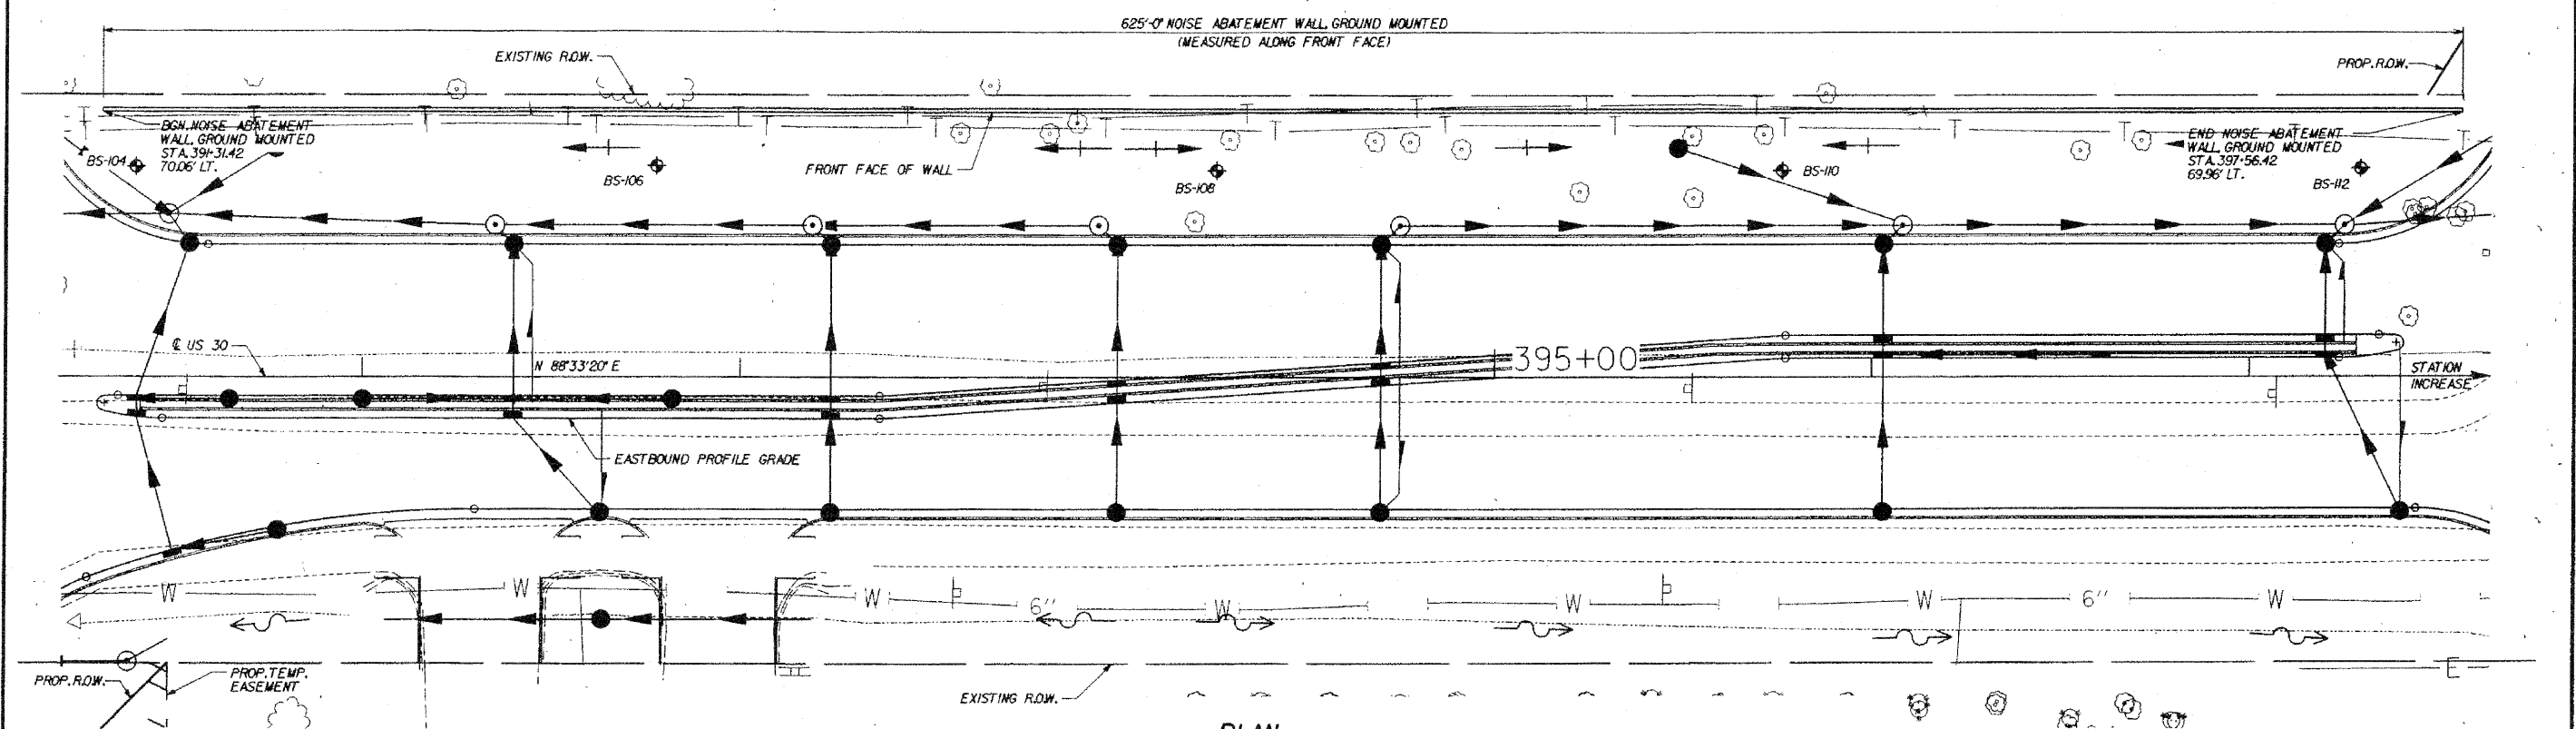 625'-0" NOISE ABATEMENT WALL, GROUND MOUNTED
(MEASURED ALONG FRONT FACE)
EXISTING R.O.W.
PROP. R.O.W.
BGN. NOISE ABATEMENT
WALL, GROUND MOUNTED
STA. 391+31.42
70.06' LT.
BS-104
BS-106
FRONT FACE OF WALL
BS-108
BS-110
END NOISE ABATEMENT
WALL, GROUND MOUNTED
STA. 397+56.42
69.96' LT.
BS-112
℄ US 30
N 88°33'20" E
395+00
STATION
INCREASE
EASTBOUND PROFILE GRADE
W
W
W
6"
W
W
W
6"
W
PROP. R.O.W.
PROP. TEMP.
EASEMENT
EXISTING R.O.W.
E